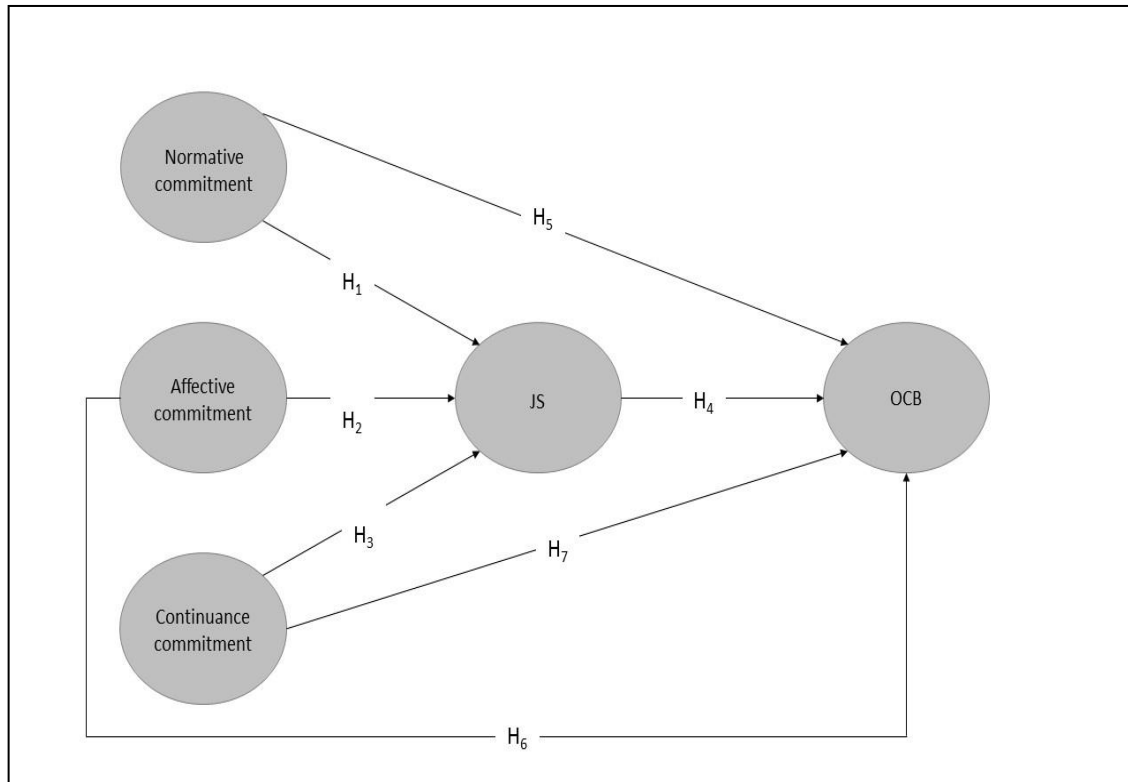 Normative
commitment
H₅
H₁
Affective
commitment
H₂
JS
H₄
OCB
H₃
H₇
Continuance
commitment
H₆